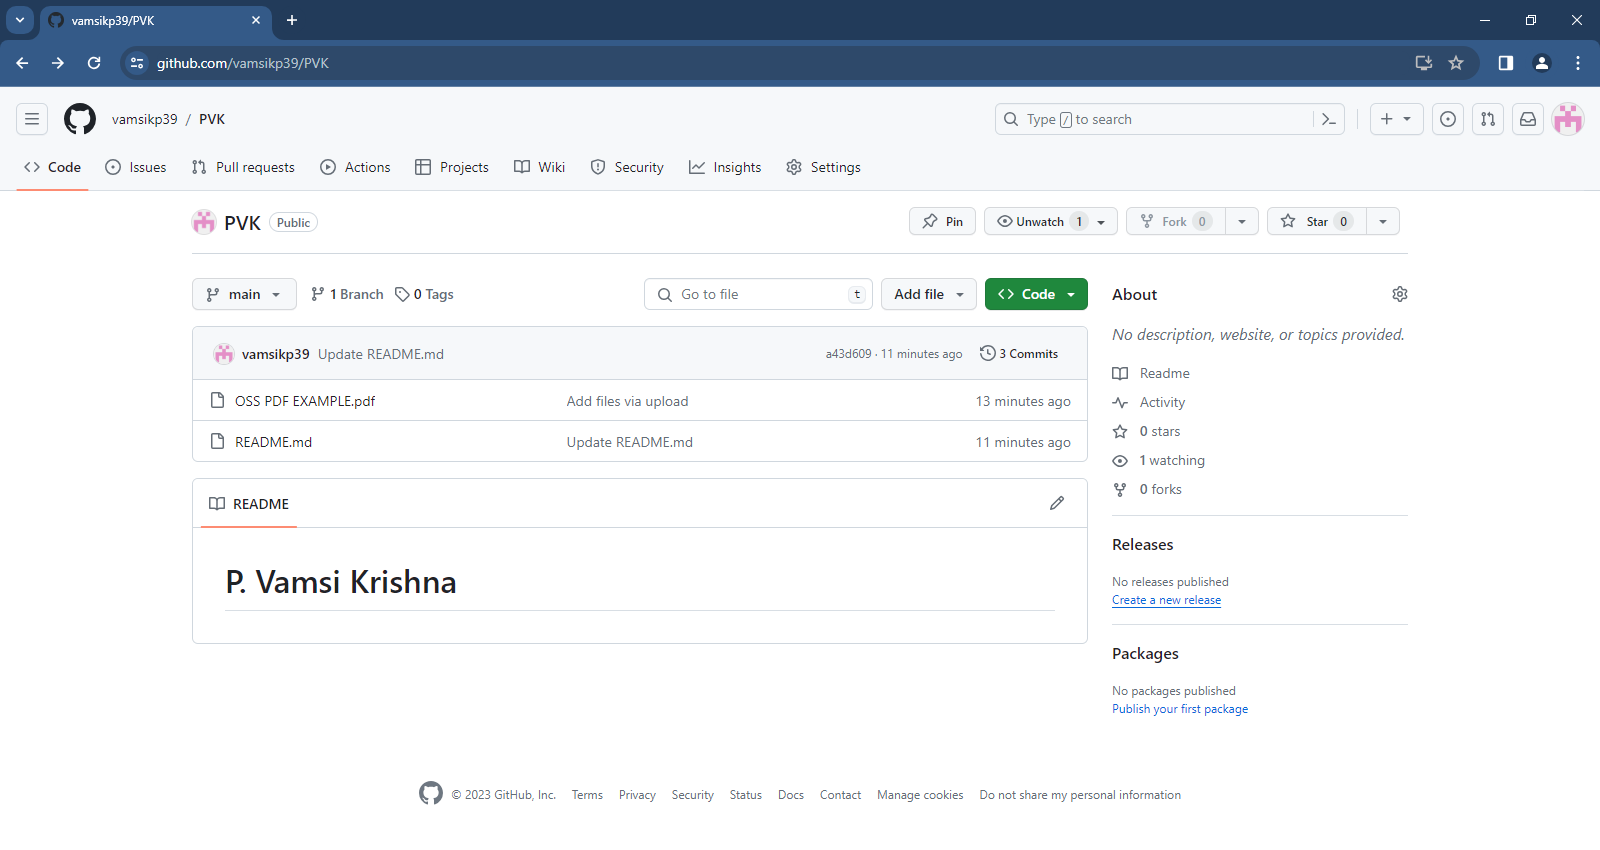 vamsikp39/PVK
github.com/vamsikp39/PVK
vamsikp39 / PVK
Type / to search
Code Issues Pull requests Actions Projects Wiki Security Insights Settings
PVK Public
Pin Unwatch 1 Fork 0 Star 0
main 1 Branch 0 Tags Go to file t Add file Code
vamsikp39 Update README.md a43d609 · 11 minutes ago 3 Commits
OSS PDF EXAMPLE.pdf Add files via upload 13 minutes ago
README.md Update README.md 11 minutes ago
README
P. Vamsi Krishna
About
No description, website, or topics provided.
Readme
Activity
0 stars
1 watching
0 forks
Releases
No releases published
Create a new release
Packages
No packages published
Publish your first package
© 2023 GitHub, Inc. Terms Privacy Security Status Docs Contact Manage cookies Do not share my personal information